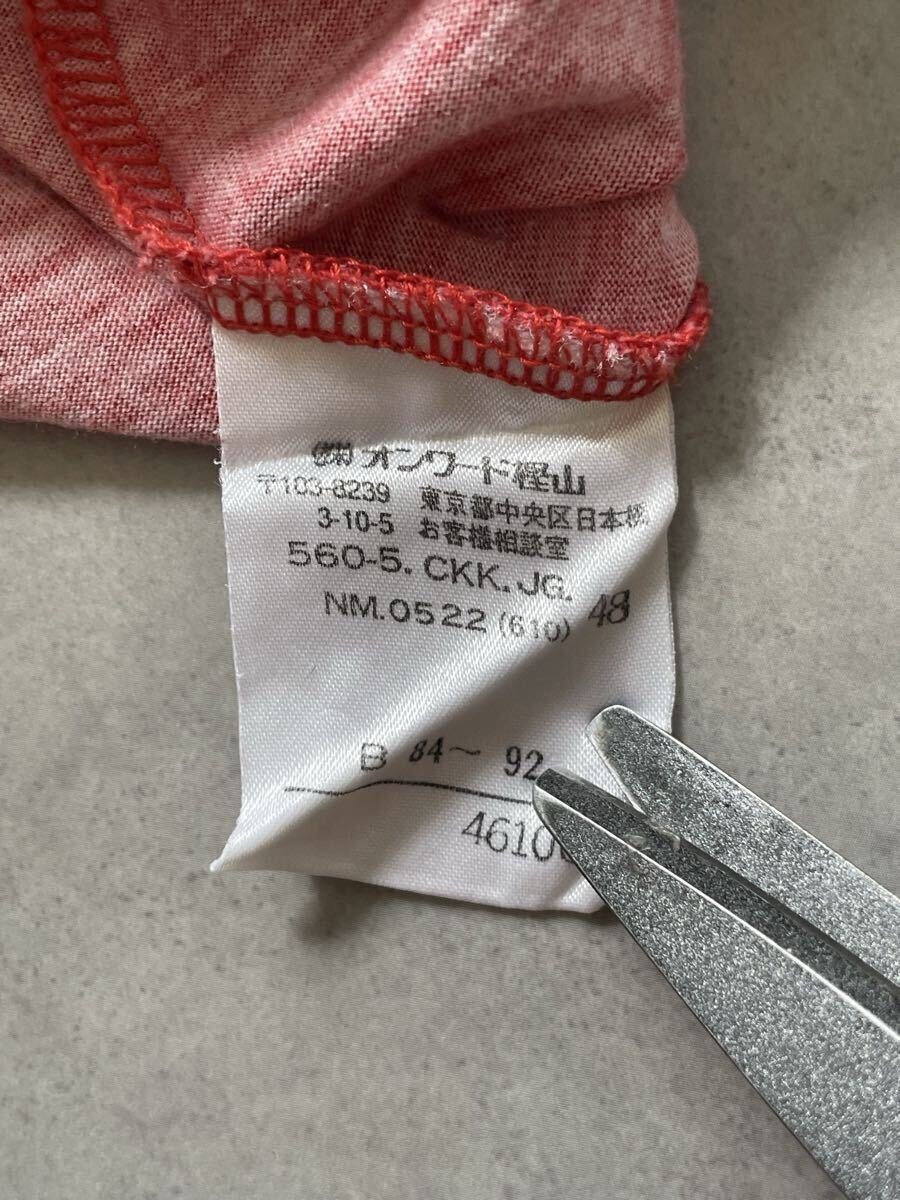 ㈱オンワード樫山
〒103-8239 東京都中央区日本橋
3-10-5 お客様相談室
560-5.CKK.JG.
NM.0522 (610) 48
B 84〜 92
4610